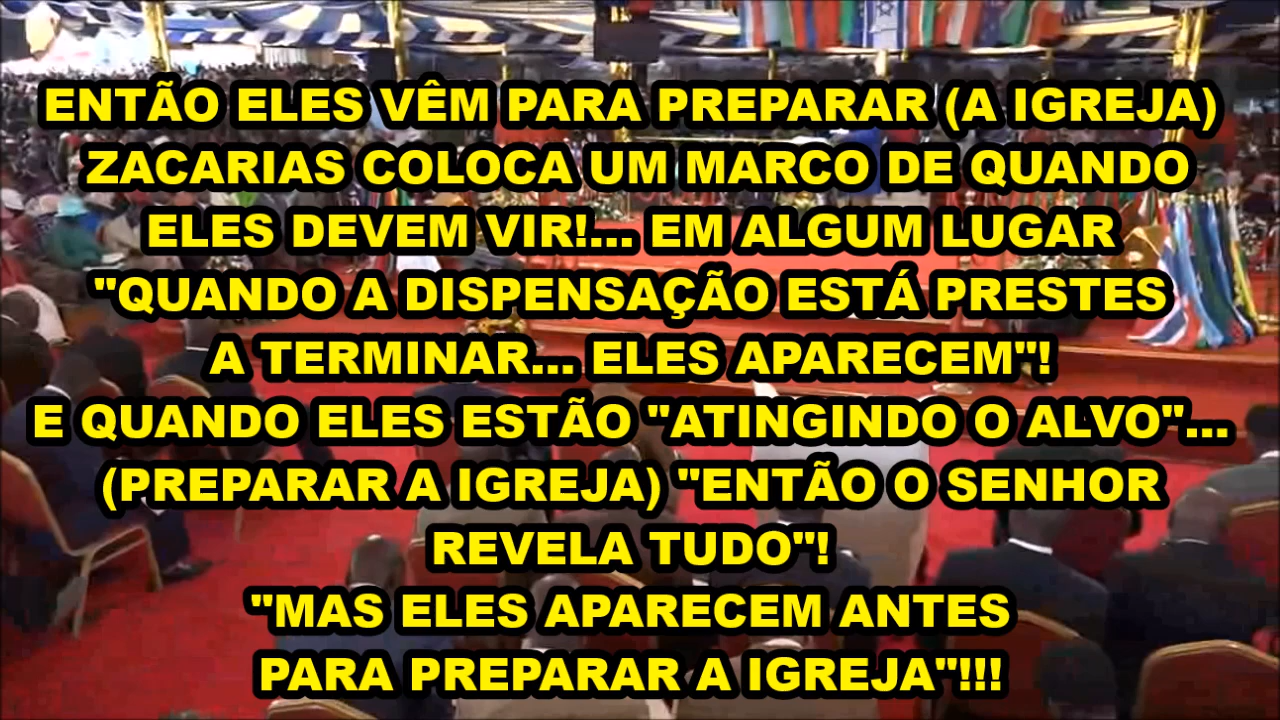 ENTÃO ELES VÊM PARA PREPARAR (A IGREJA)
ZACARIAS COLOCA UM MARCO DE QUANDO
ELES DEVEM VIR!... EM ALGUM LUGAR
"QUANDO A DISPENSAÇÃO ESTÁ PRESTES
A TERMINAR... ELES APARECEM"!
E QUANDO ELES ESTÃO "ATINGINDO O ALVO"...
(PREPARAR A IGREJA) "ENTÃO O SENHOR
REVELA TUDO"!
"MAS ELES APARECEM ANTES
PARA PREPARAR A IGREJA"!!!